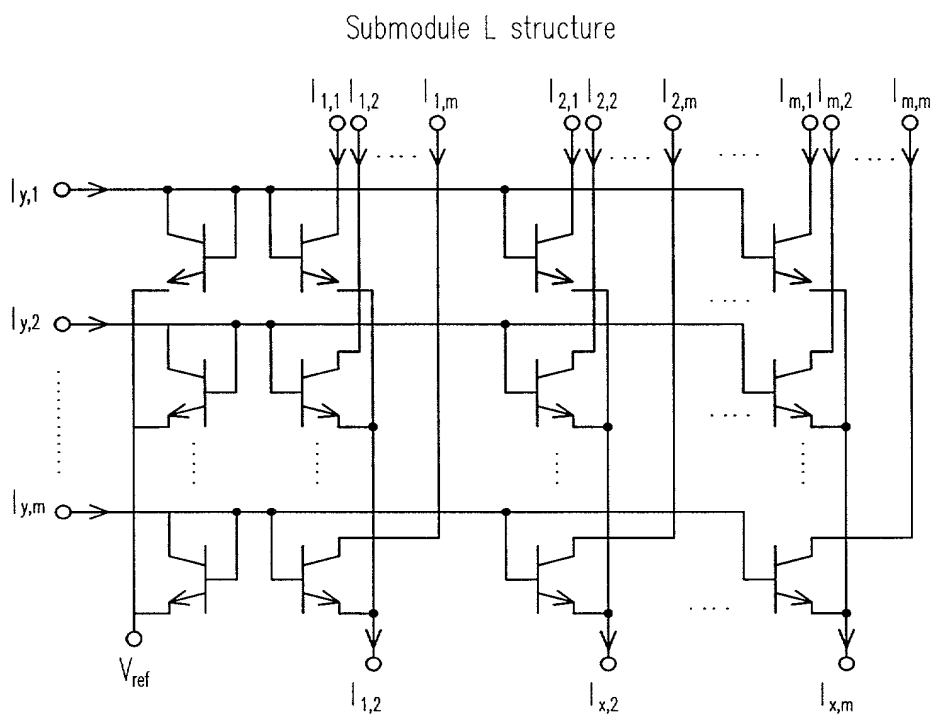 Submodule L structure
I1,1 I1,2 I1,m I2,1 I2,2 I2,m Im,1 Im,2 Im,m
Iy,1
Iy,2
Iy,m
Vref
I1,2 Ix,2 Ix,m